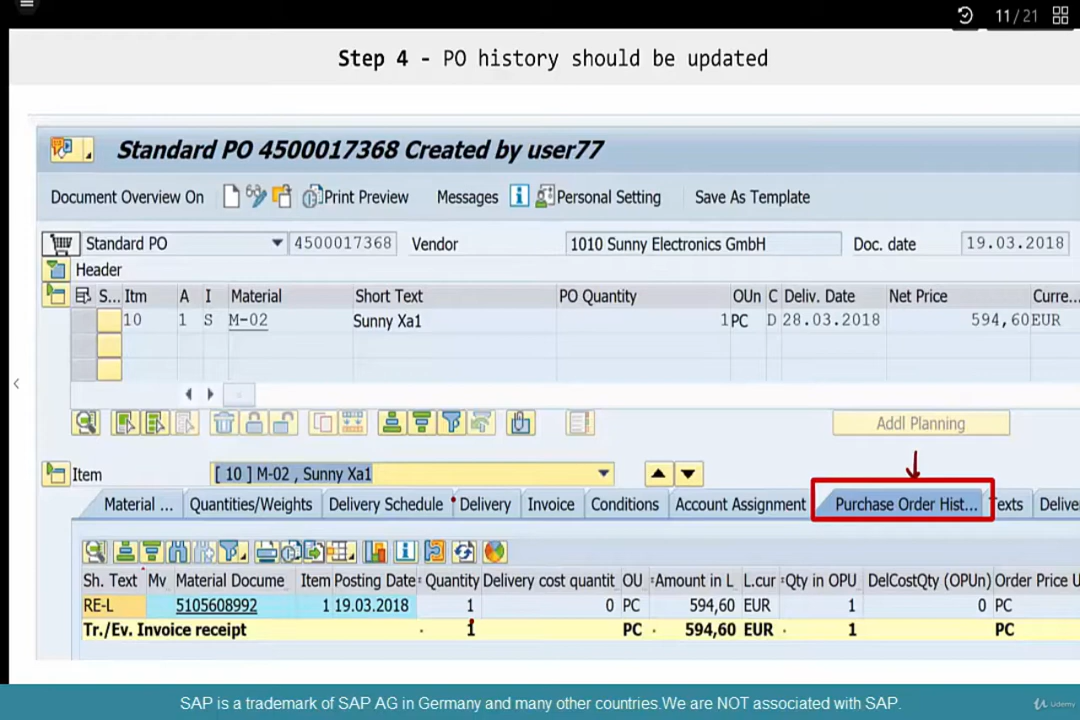 11 / 21
Step 4 - PO history should be updated
Standard PO 4500017368 Created by user77
Document Overview On Print Preview Messages Personal Setting Save As Template
Standard PO 4500017368 Vendor 1010 Sunny Electronics GmbH Doc. date 19.03.2018
Header
S... Itm A I Material Short Text PO Quantity OUn C Deliv. Date Net Price Curre...
10 1 S M-02 Sunny Xa1 1 PC D 28.03.2018 594,60 EUR
Addl Planning
Item [ 10 ] M-02 , Sunny Xa1
Material ... Quantities/Weights Delivery Schedule Delivery Invoice Conditions Account Assignment Purchase Order Hist... Texts Delive
Sh. Text Mv Material Docume Item Posting Date Quantity Delivery cost quantit OU Amount in L L.cur Qty in OPU DelCostQty (OPUn) Order Price U
RE-L 5105608992 1 19.03.2018 1 0 PC 594,60 EUR 1 0 PC
Tr./Ev. Invoice receipt 1 PC 594,60 EUR 1 PC
SAP is a trademark of SAP AG in Germany and many other countries.We are NOT associated with SAP.
Udemy